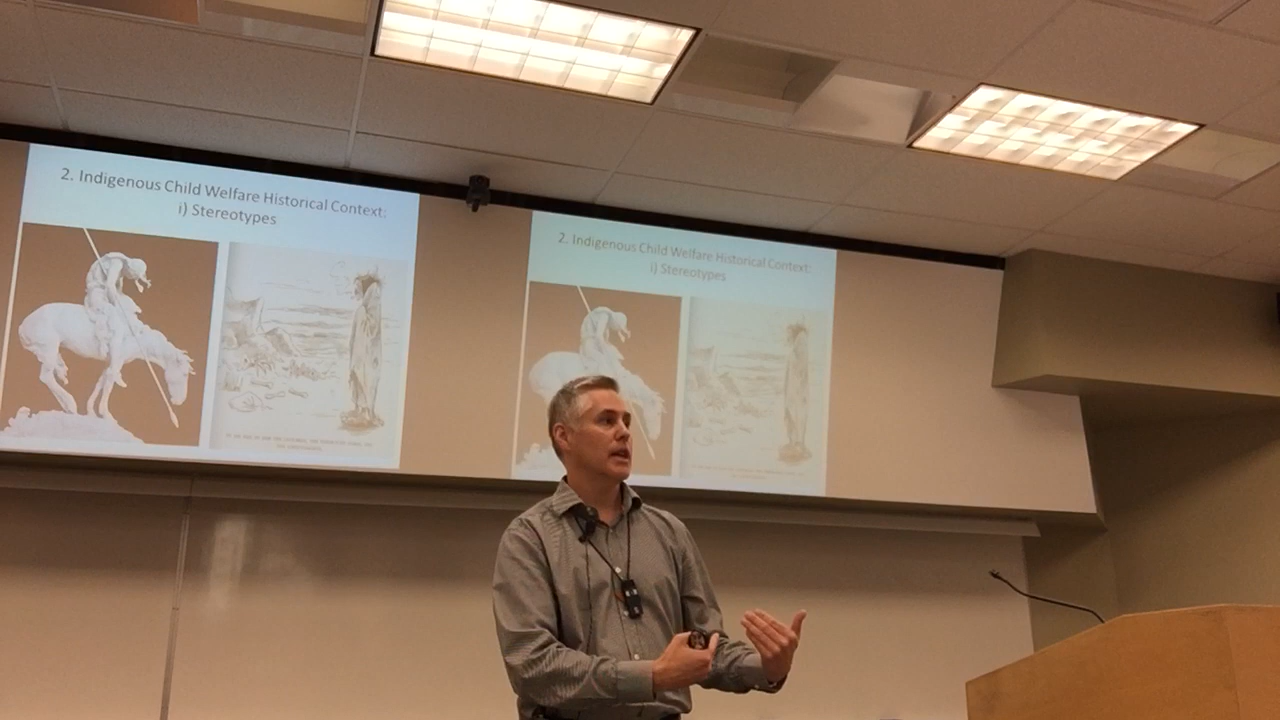 2. Indigenous Child Welfare Historical Context:
i) Stereotypes
2. Indigenous Child Welfare Historical Context:
i) Stereotypes